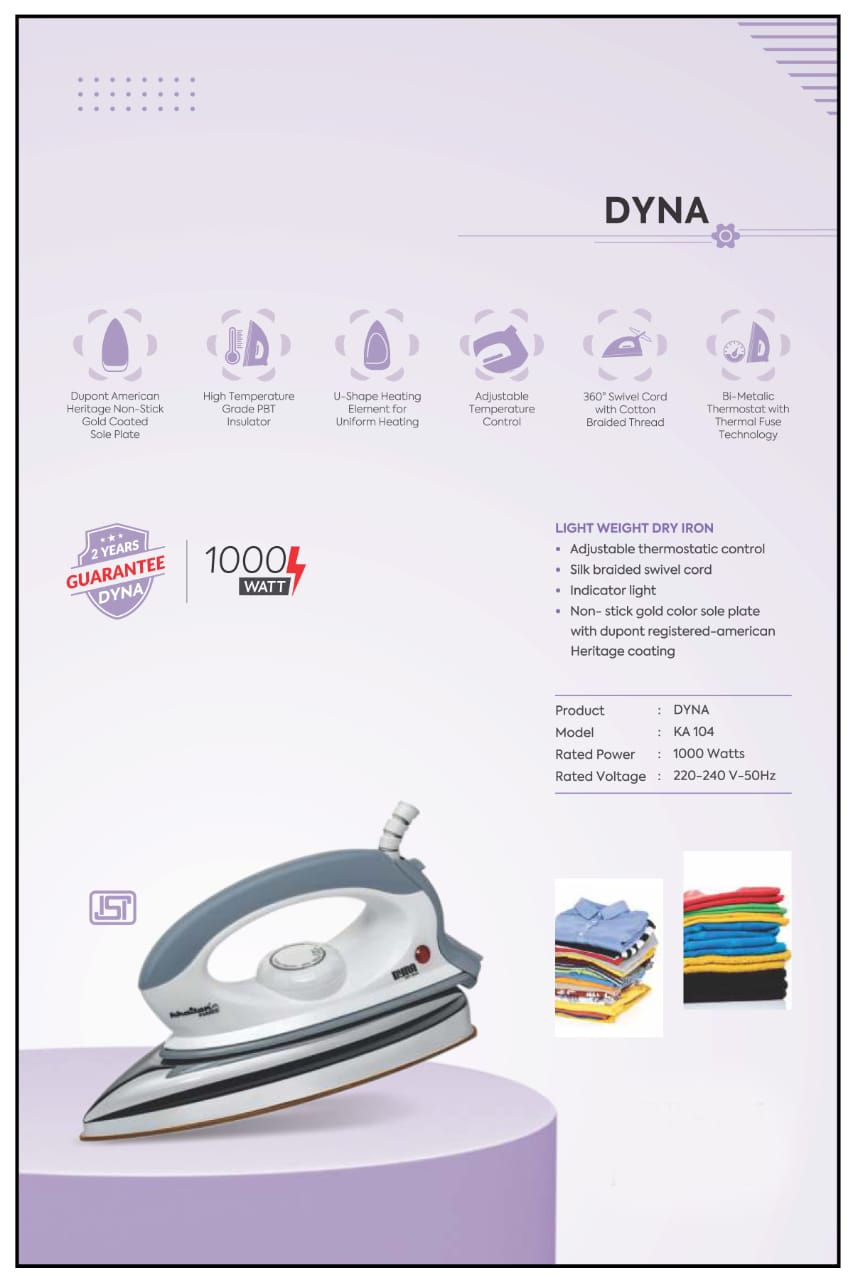 DYNA
Dupont American
Heritage Non-Stick
Gold Coated
Sole Plate
High Temperature
Grade PBT
Insulator
U-Shape Heating
Element for
Uniform Heating
Adjustable
Temperature
Control
360° Swivel Cord
with Cotton
Braided Thread
Bi-Metalic
Thermostat with
Thermal Fuse
Technology
2 YEARS
GUARANTEE
DYNA
1000
WATT
LIGHT WEIGHT DRY IRON
• Adjustable thermostatic control
• Silk braided swivel cord
• Indicator light
• Non- stick gold color sole plate
with dupont registered-american
Heritage coating
Product : DYNA
Model : KA 104
Rated Power : 1000 Watts
Rated Voltage : 220-240 V-50Hz
ISI
khaitan
DYNA